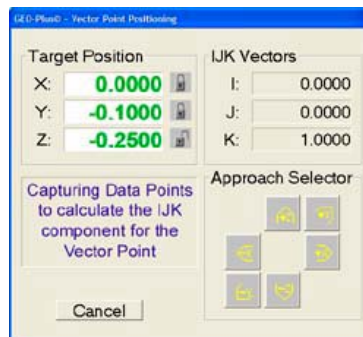 GEO-Plus© - Vector Point Positioning
Target Position
X: 0.0000
Y: -0.1000
Z: -0.2500
IJK Vectors
I: 0.0000
J: 0.0000
K: 1.0000
Capturing Data Points
to calculate the IJK
component for the
Vector Point
Approach Selector
Cancel